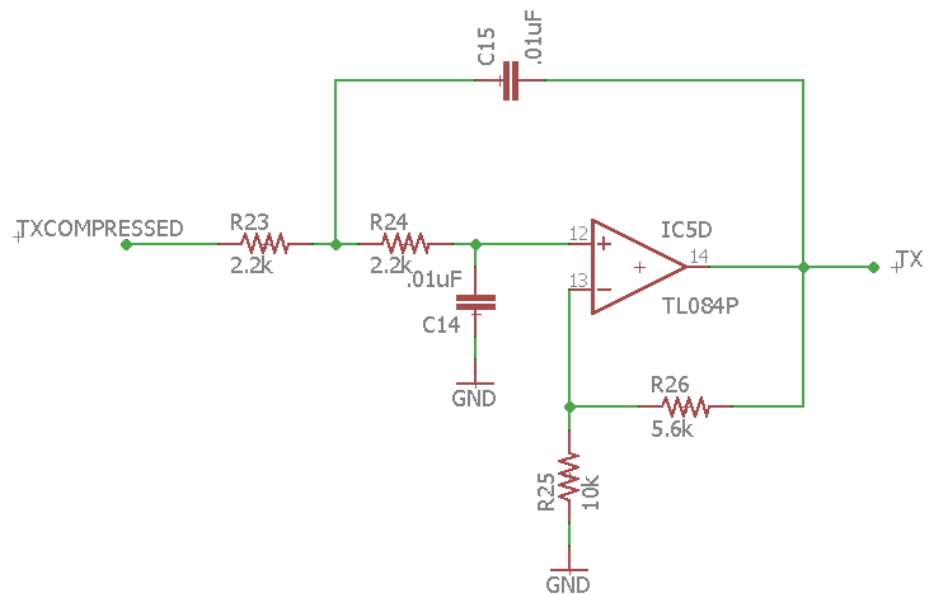 C15
.01uF
TXCOMPRESSED
R23
2.2k
R24
2.2k
.01uF
C14
GND
12
13
14
IC5D
TL084P
TX
R26
5.6k
R25
10k
GND